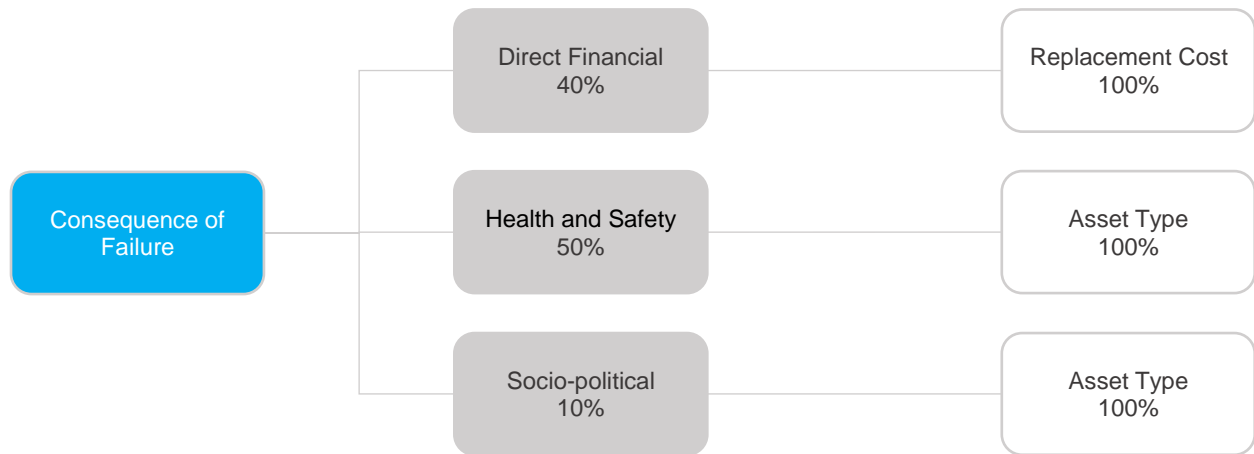 Direct Financial
40%
Replacement Cost
100%
Consequence of
Failure
Health and Safety
50%
Asset Type
100%
Socio-political
10%
Asset Type
100%